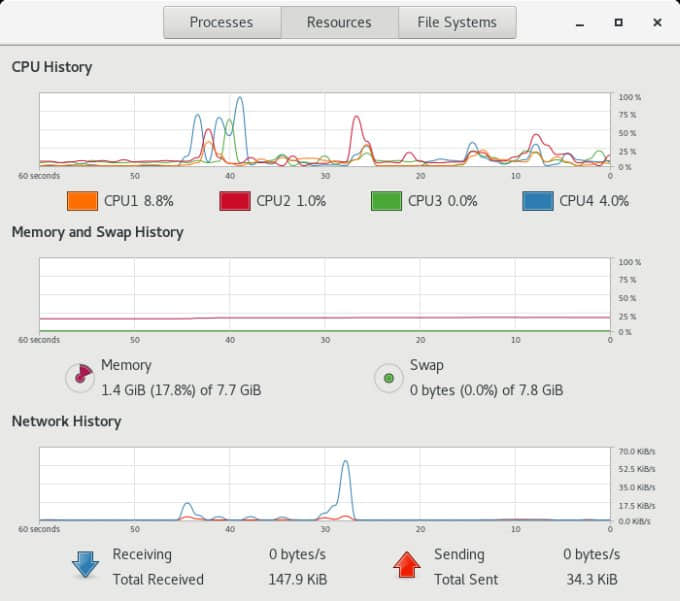 Processes Resources File Systems
CPU History
100 %
75 %
50 %
25 %
0 %
60 seconds 50 40 30 20 10 0
CPU1 8.8% CPU2 1.0% CPU3 0.0% CPU4 4.0%
Memory and Swap History
100 %
75 %
50 %
25 %
0 %
60 seconds 50 40 30 20 10 0
Memory Swap
1.4 GiB (17.8%) of 7.7 GiB 0 bytes (0.0%) of 7.8 GiB
Network History
70.0 KiB/s
52.5 KiB/s
35.0 KiB/s
17.5 KiB/s
0.0 KiB/s
60 seconds 50 40 30 20 10 0
Receiving 0 bytes/s Sending 0 bytes/s
Total Received 147.9 KiB Total Sent 34.3 KiB